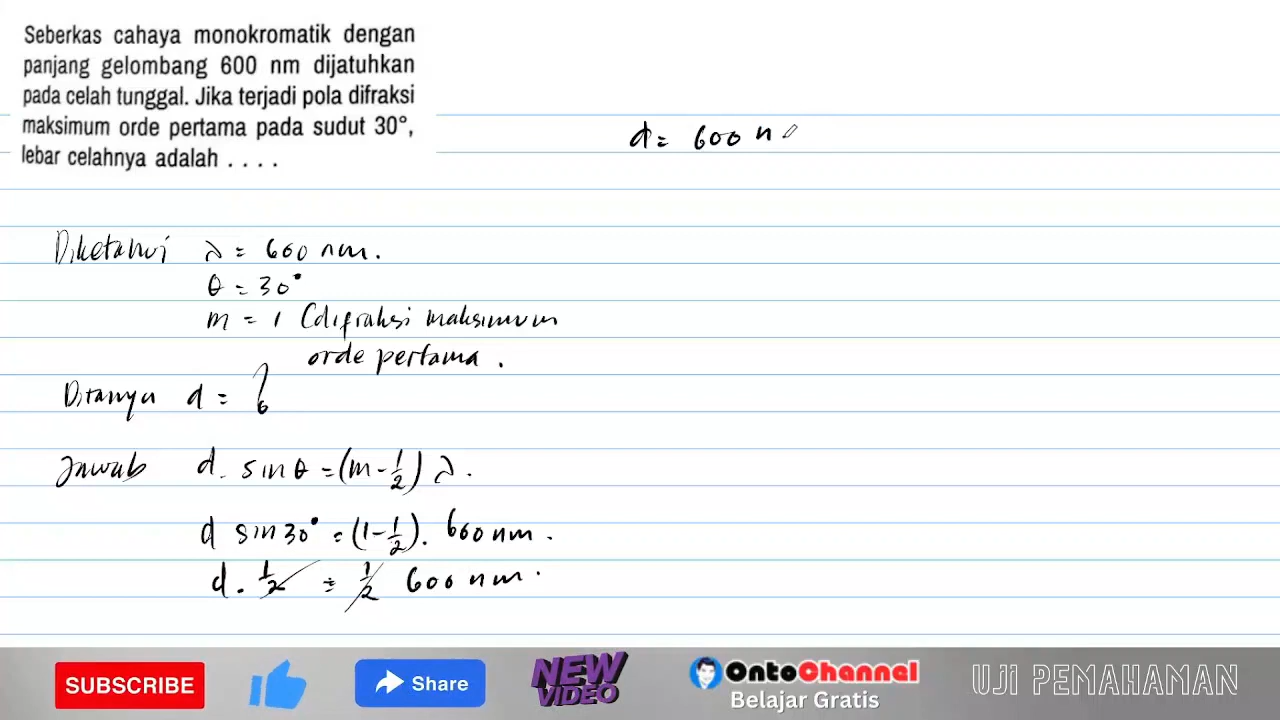 Seberkas cahaya monokromatik dengan
panjang gelombang 600 nm dijatuhkan
pada celah tunggal. Jika terjadi pola difraksi
maksimum orde pertama pada sudut 30°,
lebar celahnya adalah . . . .
d = 600 n
Diketahui λ = 600 nm.
θ = 30°
m = 1 (difraksi maksimum
orde pertama .
Ditanya d = ?
Jawab d . sin θ = (m - 1/2) λ .
d sin 30° = (1 - 1/2) . 600 nm .
d . 1/2 = 1/2 600 nm .
SUBSCRIBE
Share
NEW VIDEO
OntoChannel
Belajar Gratis
UJI PEMAHAMAN